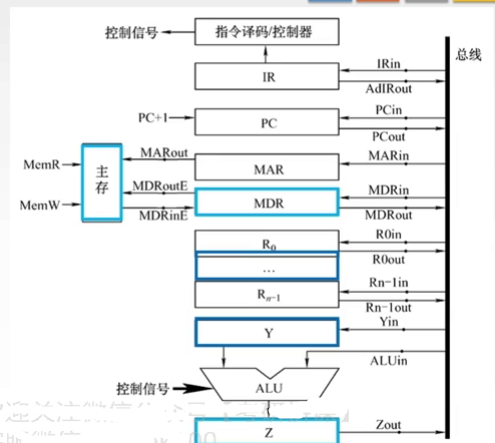 控制信号
指令译码/控制器
总线
IR
IRin
AdIRout
PC+1
PC
PCin
PCout
MARout
MAR
MARin
MemR
主存
MDRoutE
MDR
MDRin
MemW
MDRinE
MDRout
R0
R0in
…
R0out
Rn-1
Rn-1in
Rn-1out
Y
Yin
ALUin
控制信号
ALU
Z
Zout